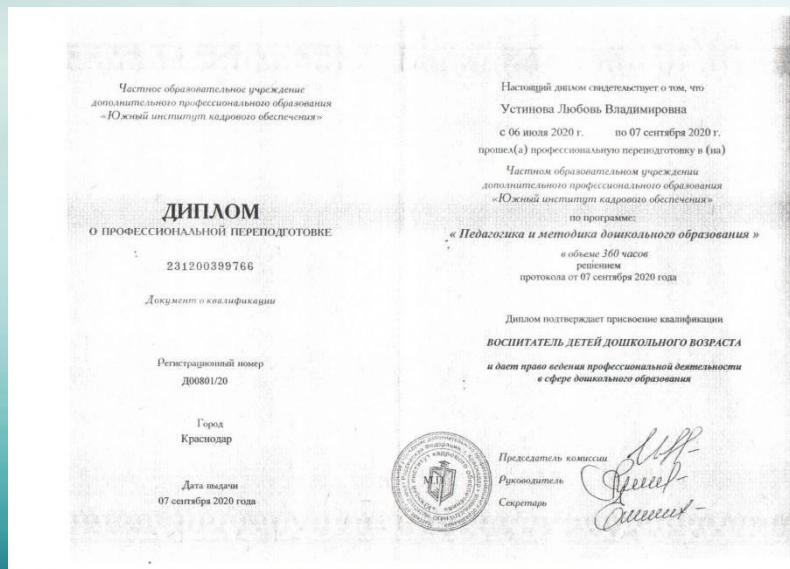 Частное образовательное учреждение
дополнительного профессионального образования
«Южный институт кадрового обеспечения»
ДИПЛОМ
О ПРОФЕССИОНАЛЬНОЙ ПЕРЕПОДГОТОВКЕ
231200399766
Документ о квалификации
Регистрационный номер
Д00801/20
Город
Краснодар
Дата выдачи
07 сентября 2020 года
Настоящий диплом свидетельствует о том, что
Устинова Любовь Владимировна
с 06 июля 2020 г. по 07 сентября 2020 г.
прошел(а) профессиональную переподготовку в (на)
Частном образовательном учреждении
дополнительного профессионального образования
«Южный институт кадрового обеспечения»
по программе:
« Педагогика и методика дошкольного образования »
в объеме 360 часов
решением
протокола от 07 сентября 2020 года
Диплом подтверждает присвоение квалификации
ВОСПИТАТЕЛЬ ДЕТЕЙ ДОШКОЛЬНОГО ВОЗРАСТА
и дает право ведения профессиональной деятельности
в сфере дошкольного образования
Председатель комиссии
М.П.
Руководитель
Секретарь